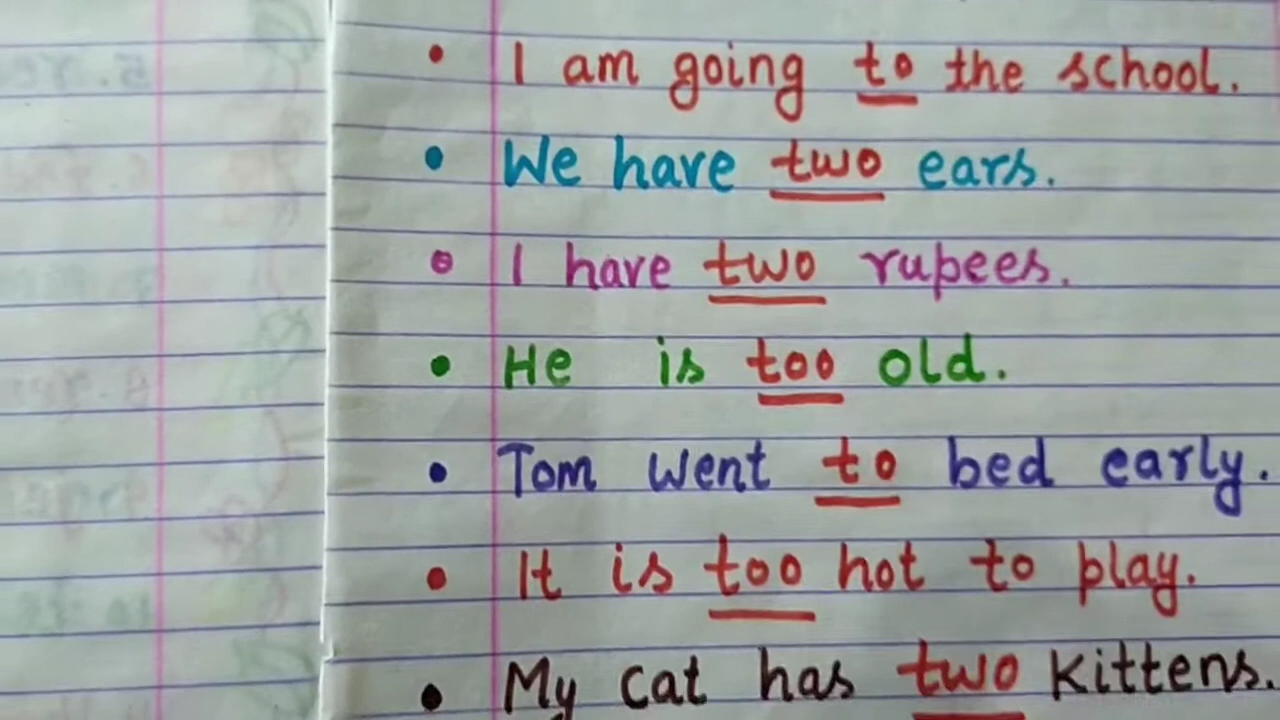 • I am going to the school.
• We have two ears.
• I have two rupees.
• He is too old.
• Tom went to bed early.
• It is too hot to play.
• My cat has two kittens.